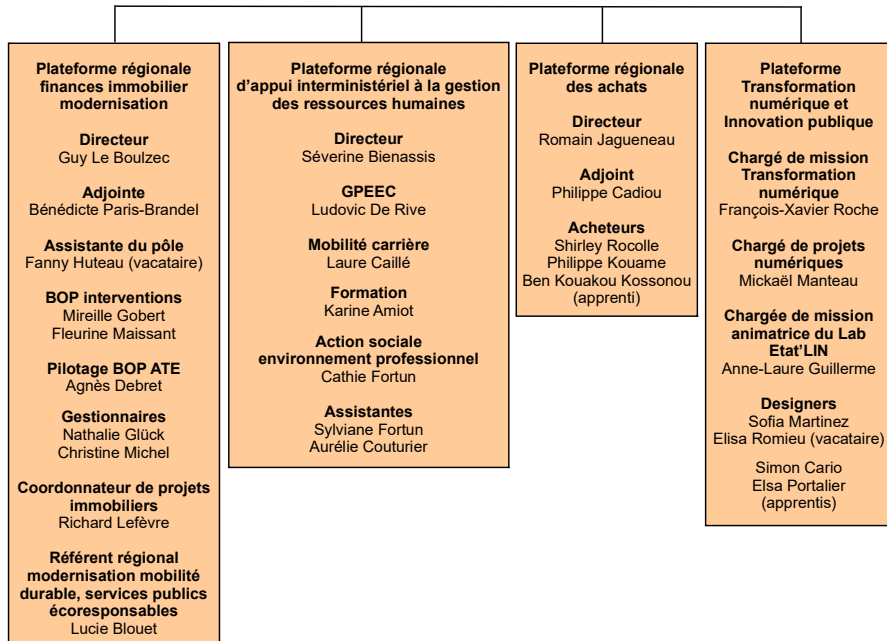 Plateforme régionale
finances immobilier
modernisation
Directeur
Guy Le Boulzec
Adjointe
Bénédicte Paris-Brandel
Assistante du pôle
Fanny Huteau (vacataire)
BOP interventions
Mireille Gobert
Fleurine Maissant
Pilotage BOP ATE
Agnès Debret
Gestionnaires
Nathalie Glück
Christine Michel
Coordonnateur de projets
immobiliers
Richard Lefèvre
Référent régional
modernisation mobilité
durable, services publics
écoresponsables
Lucie Blouet
Plateforme régionale
d'appui interministériel à la gestion
des ressources humaines
Directeur
Séverine Bienassis
GPEEC
Ludovic De Rive
Mobilité carrière
Laure Caillé
Formation
Karine Amiot
Action sociale
environnement professionnel
Cathie Fortun
Assistantes
Sylviane Fortun
Aurélie Couturier
Plateforme régionale
des achats
Directeur
Romain Jagueneau
Adjoint
Philippe Cadiou
Acheteurs
Shirley Rocolle
Philippe Kouame
Ben Kouakou Kossonou
(apprenti)
Plateforme
Transformation
numérique et
Innovation publique
Chargé de mission
Transformation
numérique
François-Xavier Roche
Chargé de projets
numériques
Mickaël Manteau
Chargée de mission
animatrice du Lab
Etat'LIN
Anne-Laure Guillerme
Designers
Sofia Martinez
Elisa Romieu (vacataire)
Simon Cario
Elsa Portalier
(apprentis)